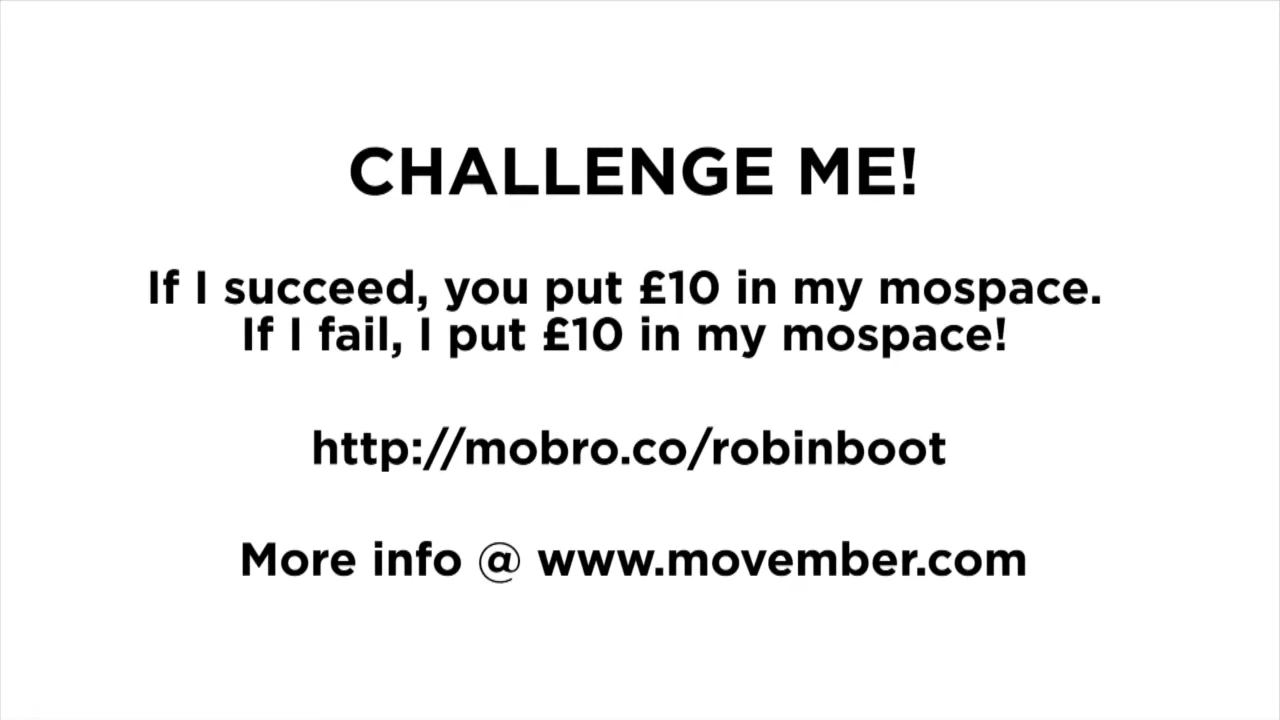 CHALLENGE ME!
If I succeed, you put £10 in my mospace.
If I fail, I put £10 in my mospace!
http://mobro.co/robinboot
More info @ www.movember.com